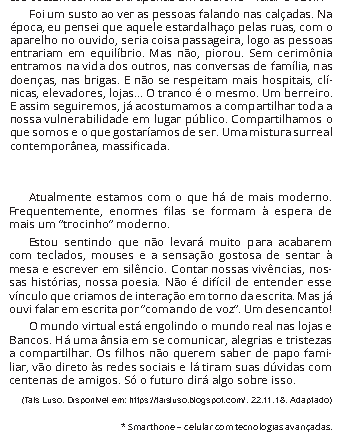 Foi um susto ao ver as pessoas falando nas calçadas. Na
época, eu pensei que aquele estardalhaço pelas ruas, com o
aparelho no ouvido, seria coisa passageira, logo as pessoas
entrariam em equilíbrio. Mas não, piorou. Sem cerimônia
entramos na vida dos outros, nas conversas de família, nas
doenças, nas brigas. E não se respeitam mais hospitais, clí-
nicas, elevadores, lojas... O tranco é o mesmo. Um berreiro.
E assim seguiremos, já acostumamos a compartilhar toda a
nossa vulnerabilidade em lugar público. Compartilhamos o
que somos e o que gostaríamos de ser. Uma mistura surreal
contemporânea, massificada.
Atualmente estamos com o que há de mais moderno.
Frequentemente, enormes filas se formam à espera de
mais um “trocinho” moderno.
Estou sentindo que não levará muito para acabarem
com teclados, mouses e a sensação gostosa de sentar à
mesa e escrever em silêncio. Contar nossas vivências, nos-
sas histórias, nossa poesia. Não é difícil de entender esse
vínculo que criamos de interação em torno da escrita. Mas já
ouvi falar em escrita por “comando de voz”. Um desencanto!
O mundo virtual está engolindo o mundo real nas lojas e
Bancos. Há uma ânsia em se comunicar, alegrias e tristezas
a compartilhar. Os filhos não querem saber de papo fami-
liar, vão direto às redes sociais e lá tiram suas dúvidas com
centenas de amigos. Só o futuro dirá algo sobre isso.
(Taís Luso. Disponível em: https://taisluso.blogspot.com/. 22.11.18. Adaptado)
* Smarthone – celular com tecnologias avançadas.